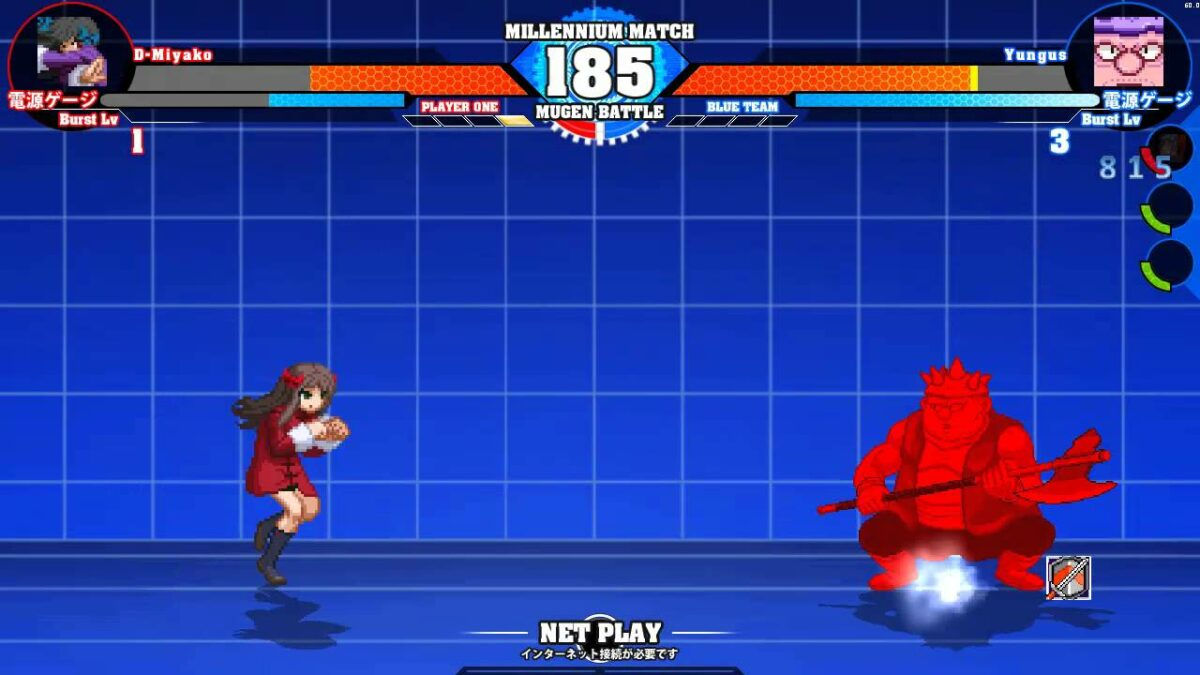 60.0
MILLENNIUM MATCH
D-Miyako
185
Yungus
電源ゲージ
PLAYER ONE
MUGEN BATTLE
BLUE TEAM
電源ゲージ
Burst Lv
Burst Lv
1
3
815
NET PLAY
インターネット接続が必要です